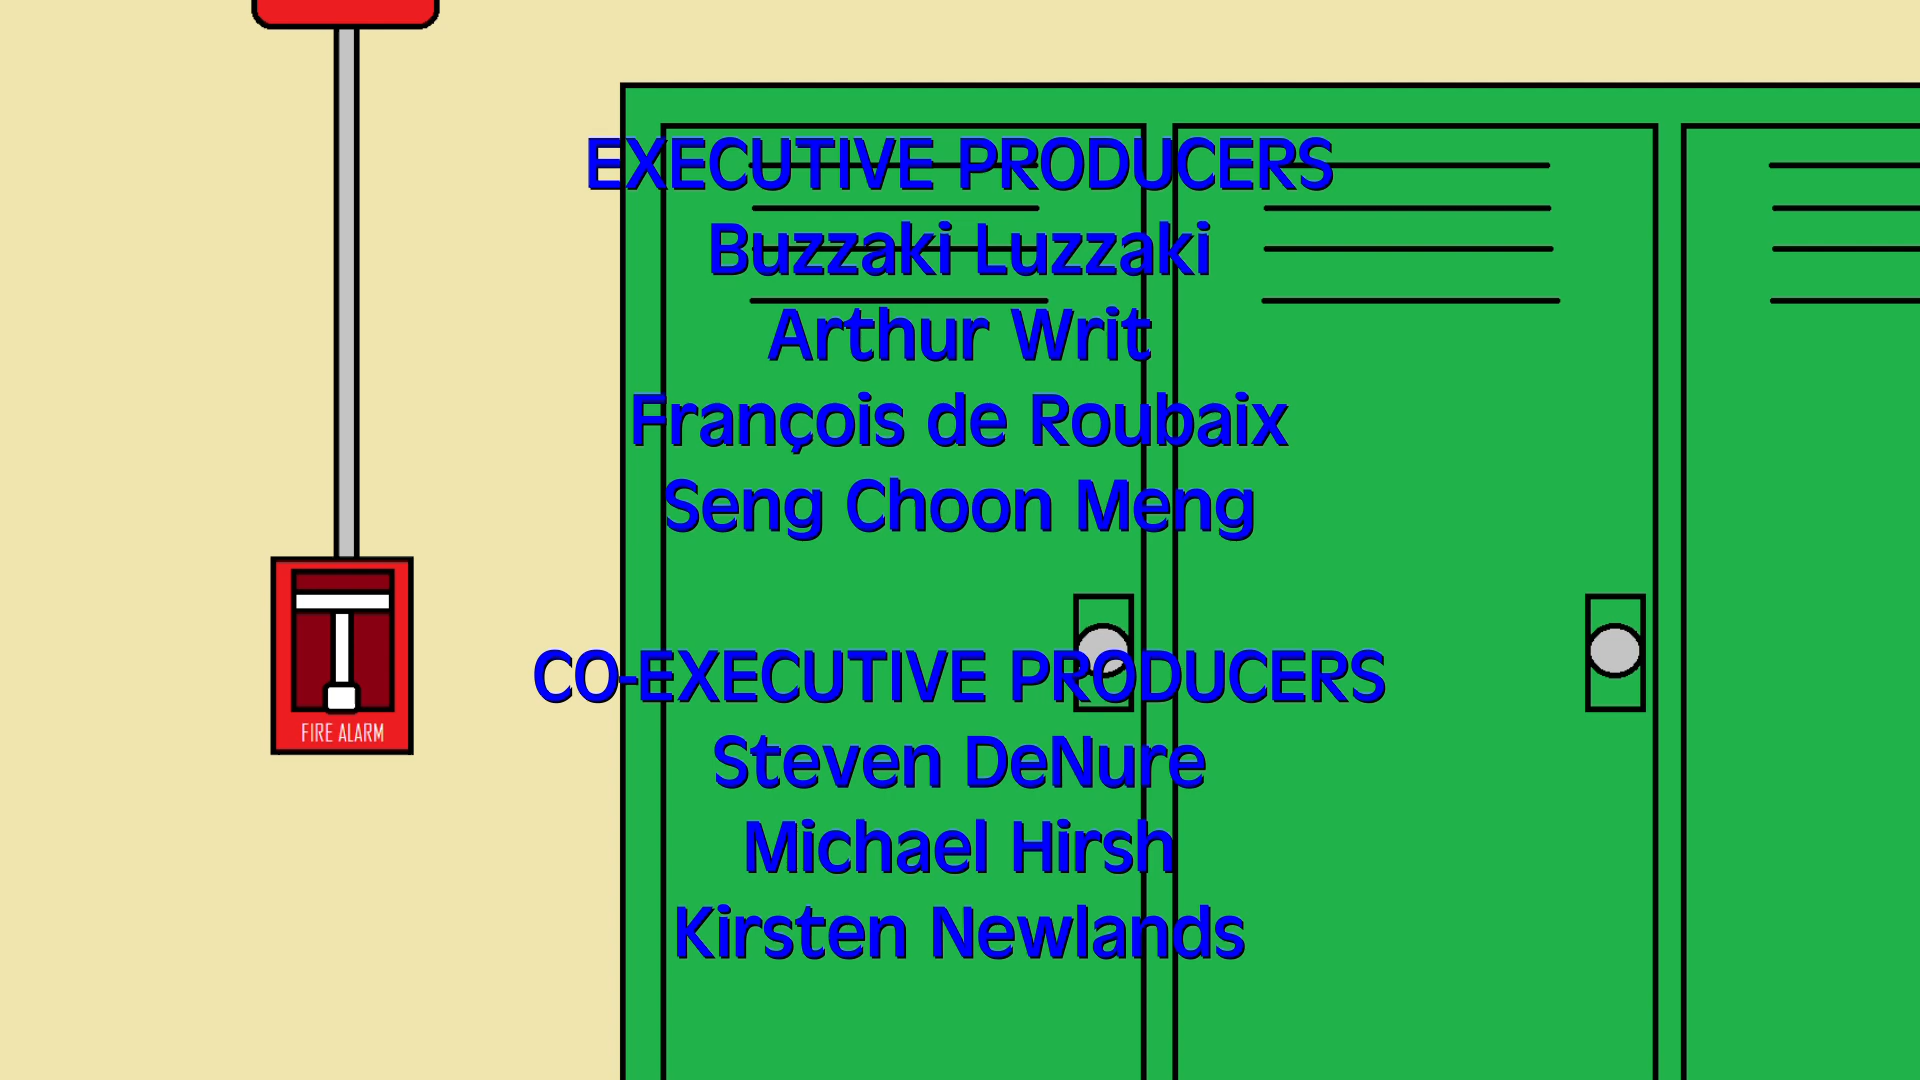 EXECUTIVE PRODUCERS
Buzzaki Luzzaki
Arthur Writ
François de Roubaix
Seng Choon Meng
CO-EXECUTIVE PRODUCERS
Steven DeNure
Michael Hirsh
Kirsten Newlands
FIRE ALARM